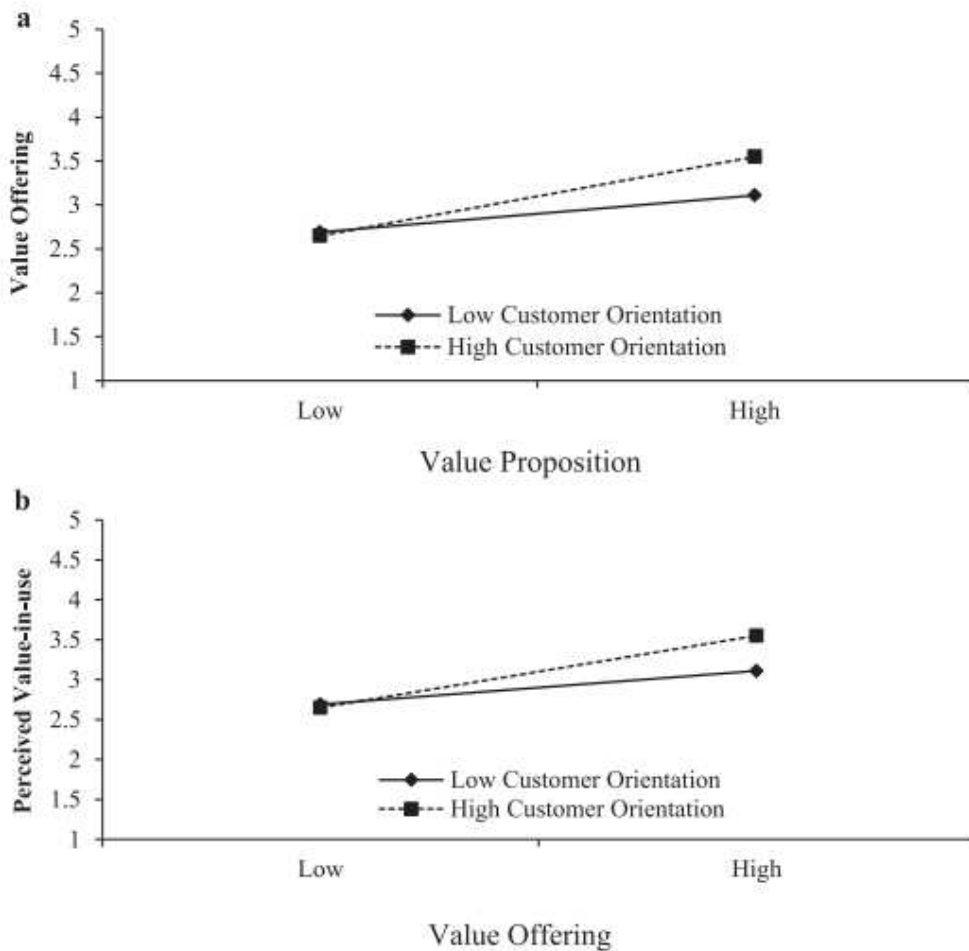 a
5
4.5
4
3.5
3
2.5
2
1.5
1
Value Offering
Low Customer Orientation
High Customer Orientation
Low High
Value Proposition
b
5
4.5
4
3.5
3
2.5
2
1.5
1
Perceived Value-in-use
Low Customer Orientation
High Customer Orientation
Low High
Value Offering